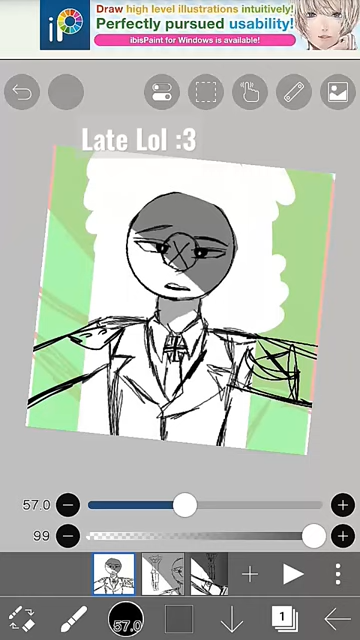 Draw high level illustrations intuitively!
Perfectly pursued usability!
ibisPaint for Windows is available!
iP
Late Lol :3
57.0
99
57.0
1